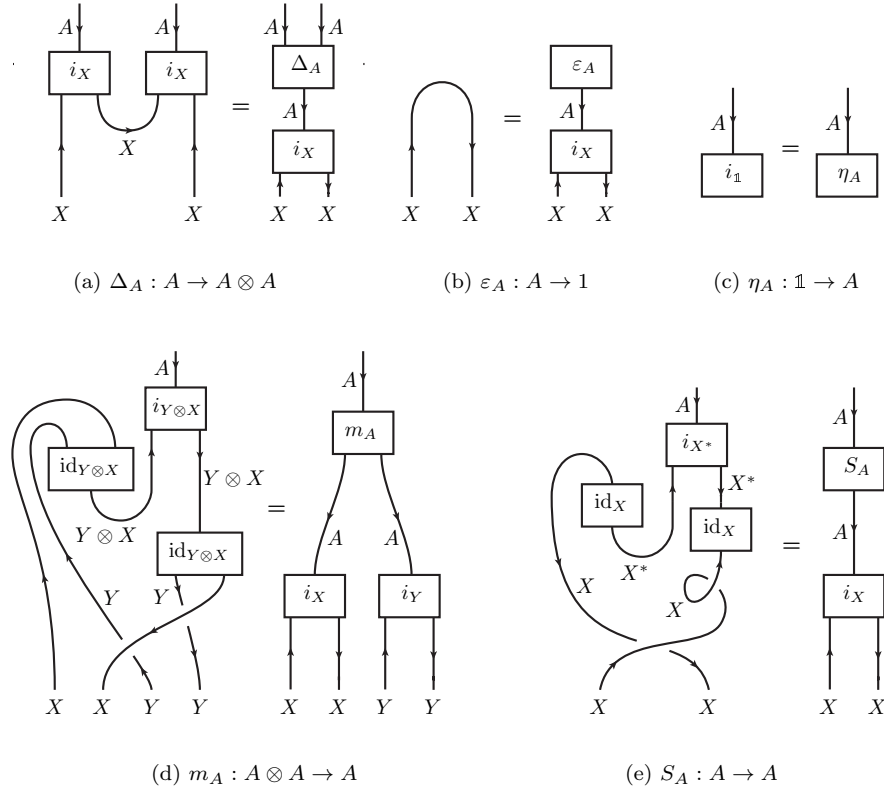 A A A A
i_X i_X = Δ_A
A
X i_X
X X X X
(a) Δ_A : A → A ⊗ A
ε_A
= A
i_X
X X X X
(b) ε_A : A → 1
A A
i_𝟙 = η_A
(c) η_A : 𝟙 → A
A A
i_{Y⊗X} m_A
id_{Y⊗X} Y ⊗ X
Y ⊗ X = A A
id_{Y⊗X}
Y Y i_X i_Y
X X Y Y X X Y Y
(d) m_A : A ⊗ A → A
A A
i_{X*} S_A
id_X X*
id_X
X* = A
X X i_X
X X X X
(e) S_A : A → A